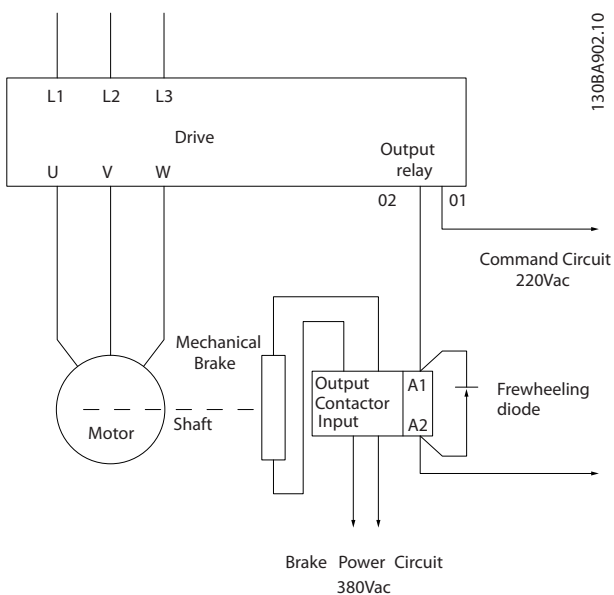 130BA902.10
L1 L2 L3
Drive
Output
relay
U V W
02 01
Command Circuit
220Vac
Mechanical
Brake
Output
Contactor
Input
A1
A2
Frewheeling
diode
Shaft
Motor
Brake Power Circuit
380Vac